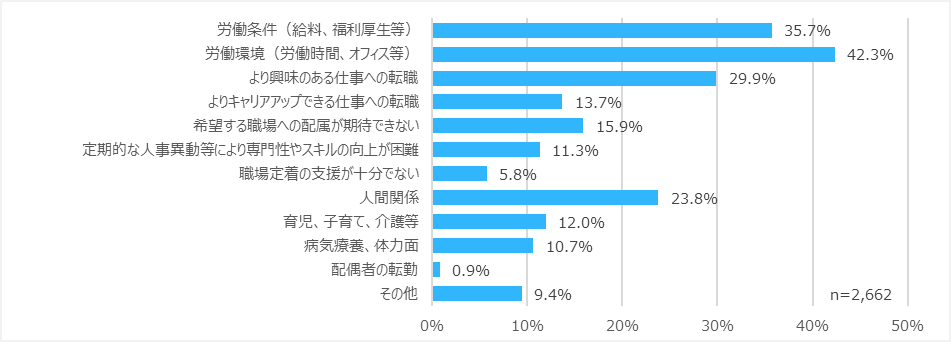 労働条件（給料、福利厚生等） 35.7%
労働環境（労働時間、オフィス等） 42.3%
より興味のある仕事への転職 29.9%
よりキャリアアップできる仕事への転職 13.7%
希望する職場への配属が期待できない 15.9%
定期的な人事異動等により専門性やスキルの向上が困難 11.3%
職場定着の支援が十分でない 5.8%
人間関係 23.8%
育児、子育て、介護等 12.0%
病気療養、体力面 10.7%
配偶者の転勤 0.9%
その他 9.4% n=2,662
0% 10% 20% 30% 40% 50%